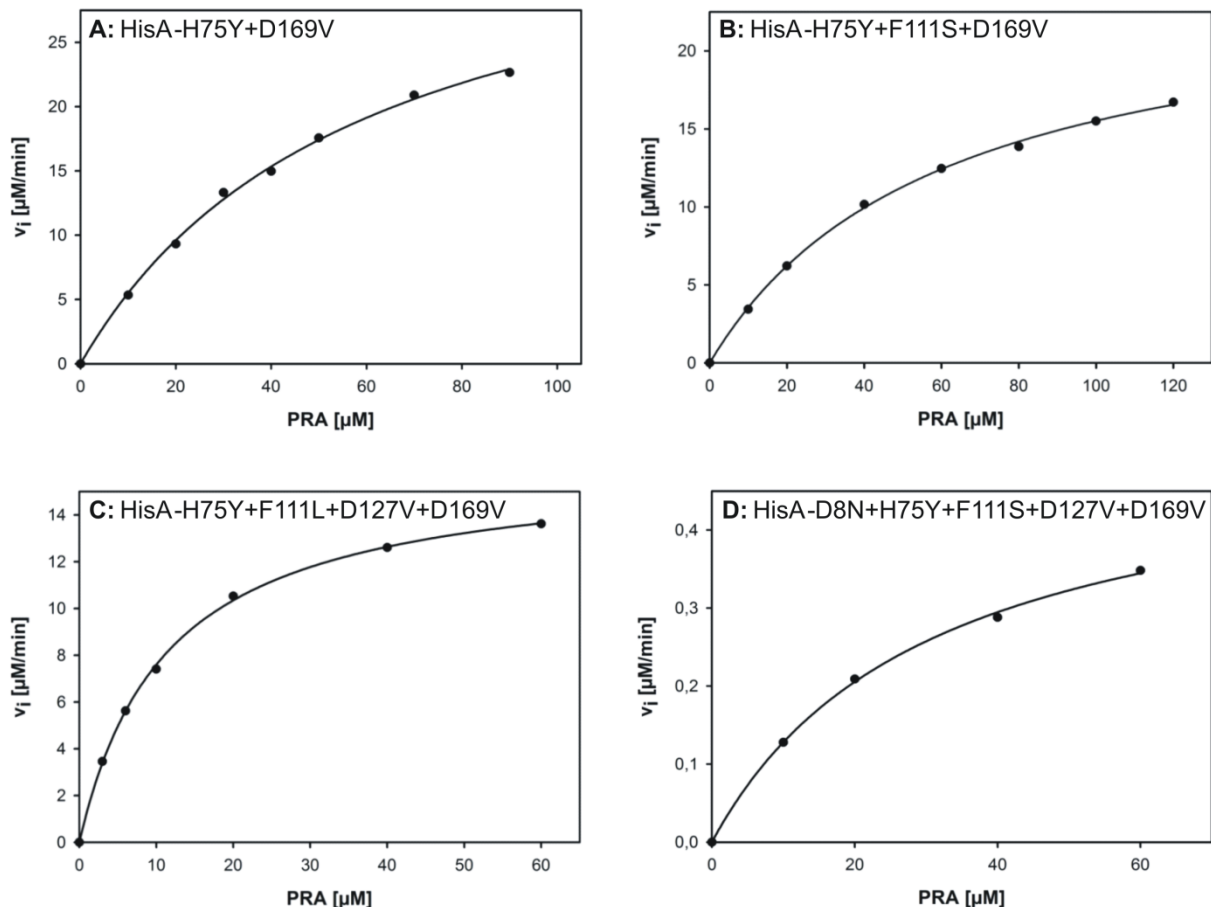 A: HisA-H75Y+D169V
25
20
15
10
5
0
vi [µM/min]
0 20 40 60 80 100
PRA [µM]
B: HisA-H75Y+F111S+D169V
20
15
10
5
0
vi [µM/min]
0 20 40 60 80 100 120
PRA [µM]
C: HisA-H75Y+F111L+D127V+D169V
14
12
10
8
6
4
2
0
vi [µM/min]
0 10 20 30 40 50 60
PRA [µM]
D: HisA-D8N+H75Y+F111S+D127V+D169V
0,4
0,3
0,2
0,1
0,0
vi [µM/min]
0 20 40 60
PRA [µM]